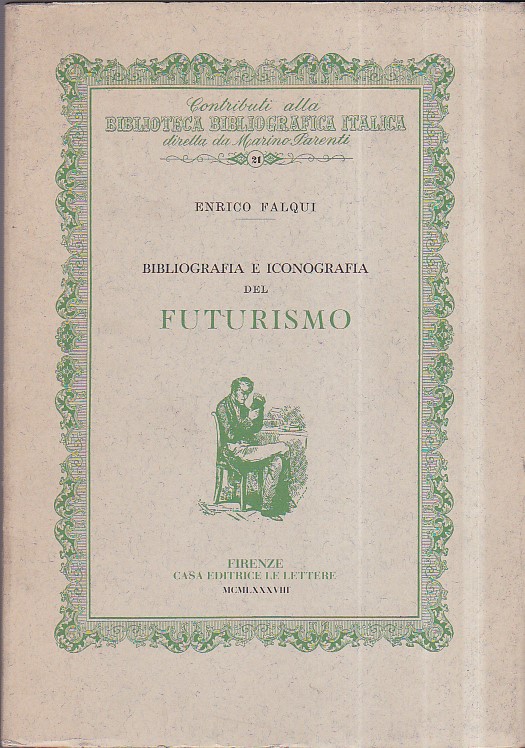 Contributi alla
BIBLIOTECA BIBLIOGRAFICA ITALICA
diretta da Marino Parenti
21
ENRICO FALQUI
BIBLIOGRAFIA E ICONOGRAFIA
DEL
FUTURISMO
FIRENZE
CASA EDITRICE LE LETTERE
MCMLXXXVIII